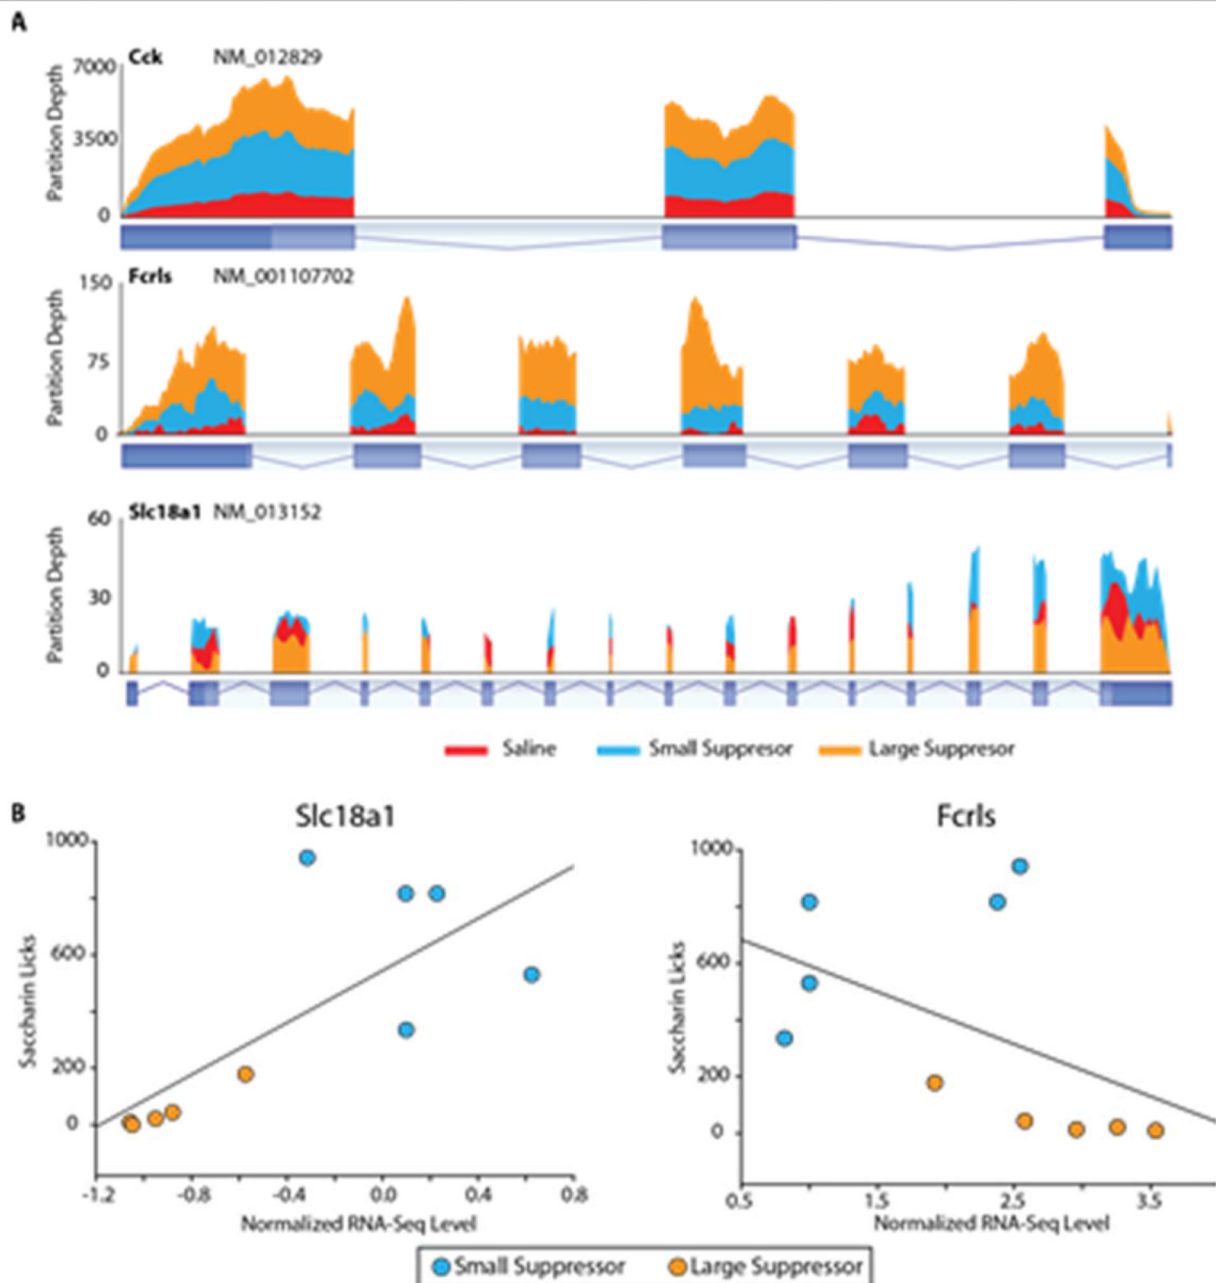 A
Cck NM_012829
7000
3500
0
Partition Depth
Fcrls NM_001107702
150
75
0
Partition Depth
Slc18a1 NM_013152
60
30
0
Partition Depth
Saline Small Suppresor Large Suppresor
B
Slc18a1
1000
600
200
0
Saccharin Licks
-1.2 -0.8 -0.4 0.0 0.4 0.8
Normalized RNA-Seq Level
Fcrls
1000
600
200
0
Saccharin Licks
0.5 1.5 2.5 3.5
Normalized RNA-Seq Level
Small Suppressor Large Suppressor